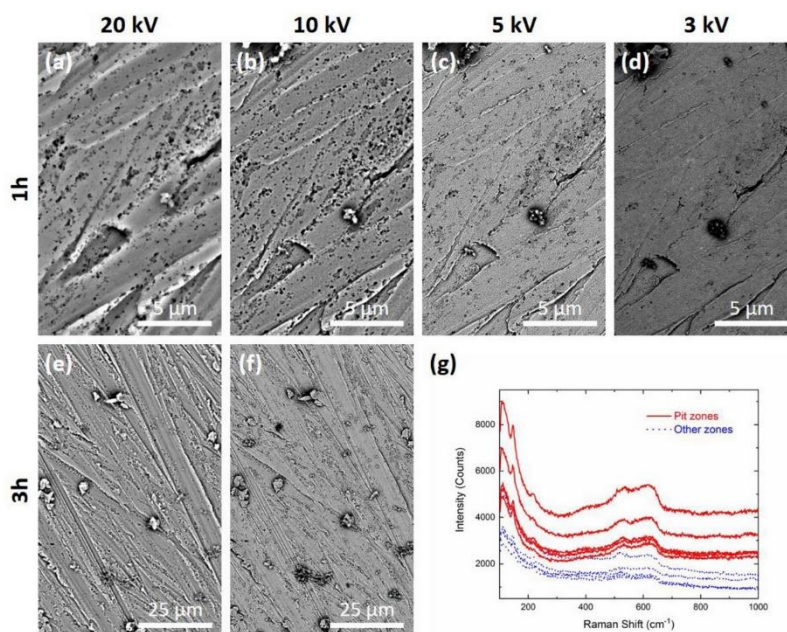 20 kV 10 kV 5 kV 3 kV
1h
(a) (b) (c) (d)
5 μm 5 μm 5 μm 5 μm
3h
(e) (f) (g)
25 μm 25 μm
Pit zones
Other zones
Intensity (Counts)
8000
6000
4000
2000
200 400 600 800 1000
Raman Shift (cm⁻¹)